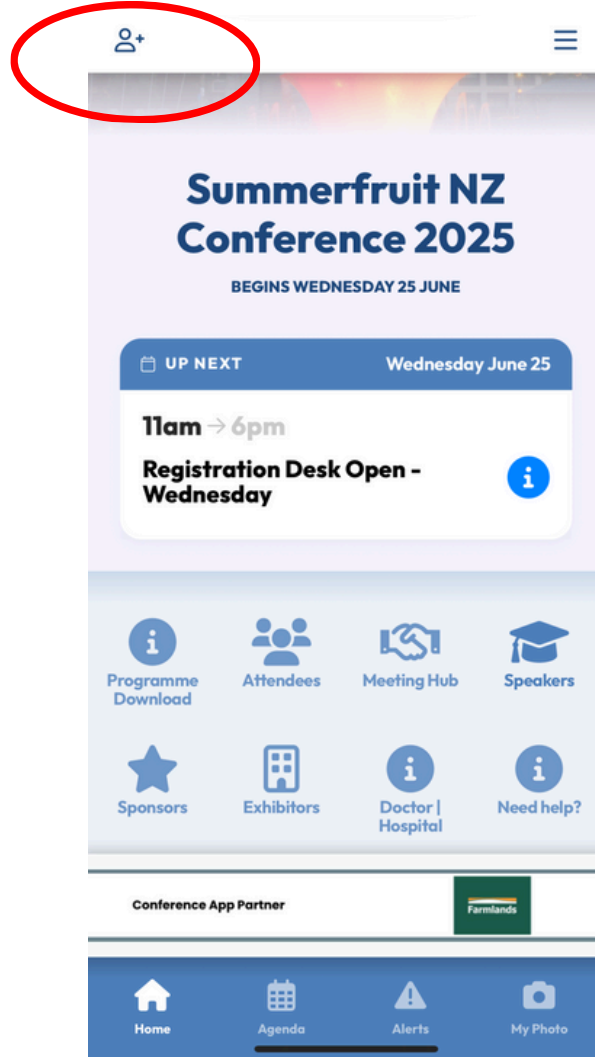 Summerfruit NZ
Conference 2025
BEGINS WEDNESDAY 25 JUNE
UP NEXT Wednesday June 25
11am → 6pm
Registration Desk Open -
Wednesday
Programme
Download
Attendees
Meeting Hub
Speakers
Sponsors
Exhibitors
Doctor |
Hospital
Need help?
Conference App Partner
Farmlands
Home
Agenda
Alerts
My Photo